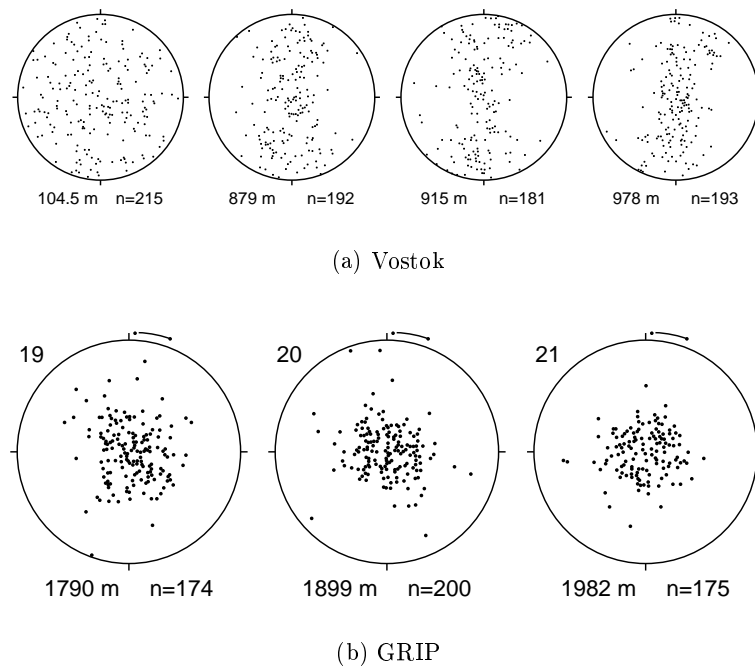 104.5 m n=215 879 m n=192 915 m n=181 978 m n=193
(a) Vostok
19 20 21
1790 m n=174 1899 m n=200 1982 m n=175
(b) GRIP